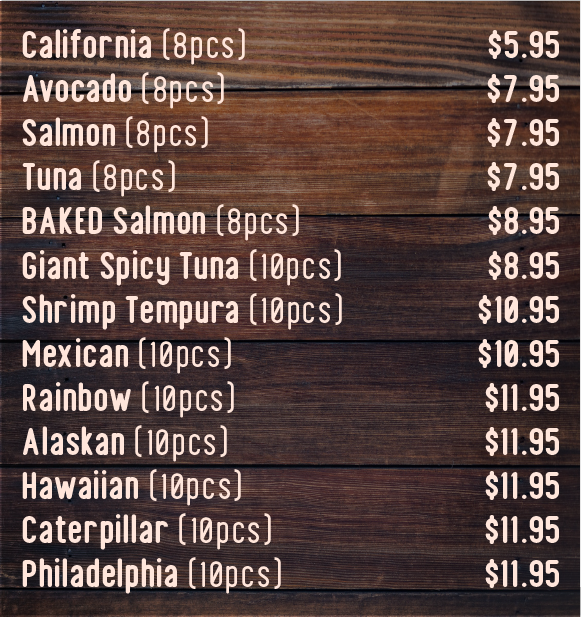 California (8pcs) $5.95
Avocado (8pcs) $7.95
Salmon (8pcs) $7.95
Tuna (8pcs) $7.95
BAKED Salmon (8pcs) $8.95
Giant Spicy Tuna (10pcs) $8.95
Shrimp Tempura (10pcs) $10.95
Mexican (10pcs) $10.95
Rainbow (10pcs) $11.95
Alaskan (10pcs) $11.95
Hawaiian (10pcs) $11.95
Caterpillar (10pcs) $11.95
Philadelphia (10pcs) $11.95